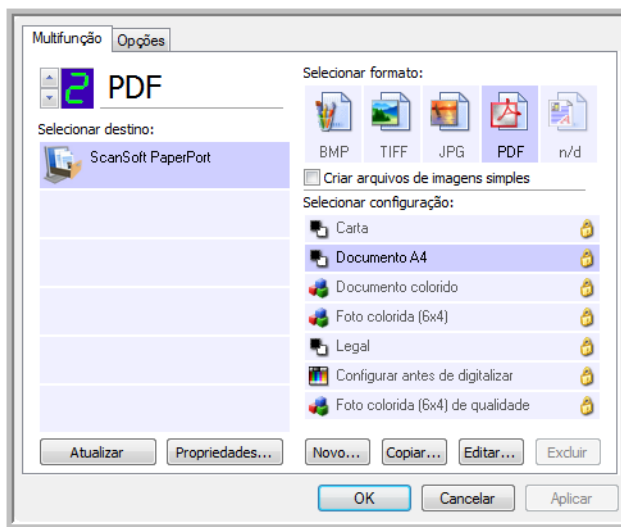 Multifunção Opções
2 PDF
Selecionar destino:
ScanSoft PaperPort
Atualizar Propriedades...
Selecionar formato:
BMP TIFF JPG PDF n/d
Criar arquivos de imagens simples
Selecionar configuração:
Carta
Documento A4
Documento colorido
Foto colorida (6x4)
Legal
Configurar antes de digitalizar
Foto colorida (6x4) de qualidade
Novo... Copiar... Editar... Excluir
OK Cancelar Aplicar